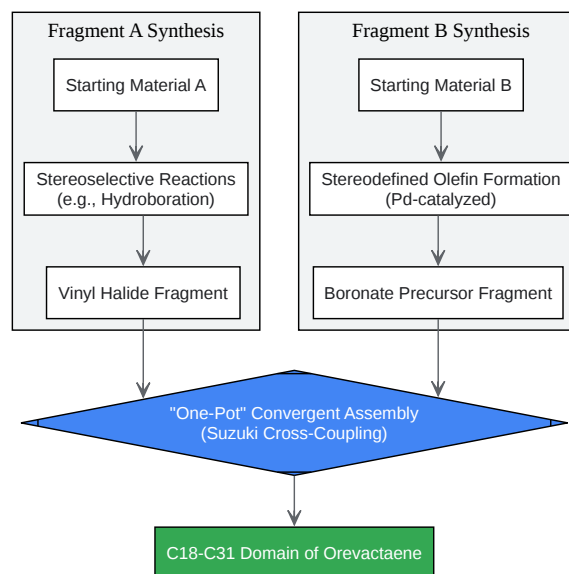 Fragment A Synthesis
Starting Material A
Stereoselective Reactions
(e.g., Hydroboration)
Vinyl Halide Fragment
Fragment B Synthesis
Starting Material B
Stereodefined Olefin Formation
(Pd-catalyzed)
Boronate Precursor Fragment
"One-Pot" Convergent Assembly
(Suzuki Cross-Coupling)
C18-C31 Domain of Orevactaene